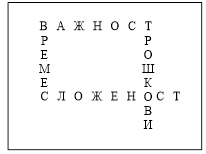 В А Ж Н О С Т
Р Р
Е О
М Ш
Е К
С Л О Ж Е Н О С Т
В
И